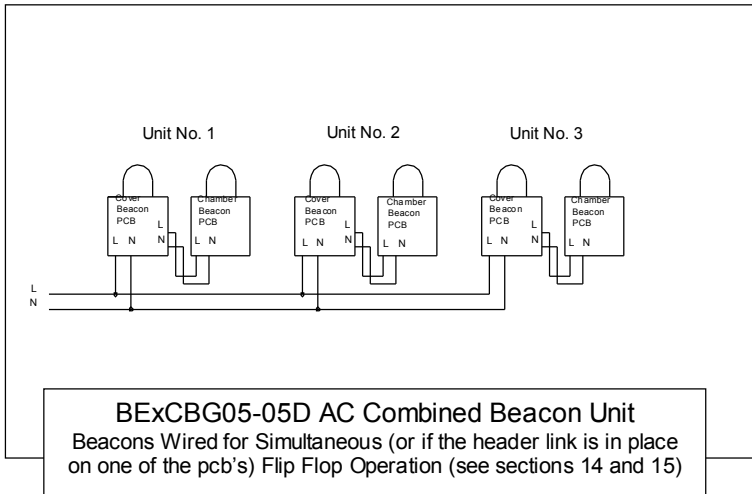 Unit No. 1
Unit No. 2
Unit No. 3
Cover
Beacon
PCB
L
N
L N
Chamber
Beacon
PCB
L N
Cover
Beacon
PCB
L
N
L N
Chamber
Beacon
PCB
L N
Cover
Beacon
PCB
L
N
L N
Chamber
Beacon
PCB
L N
L
N
BExCBG05-05D AC Combined Beacon Unit
Beacons Wired for Simultaneous (or if the header link is in place
on one of the pcb's) Flip Flop Operation (see sections 14 and 15)